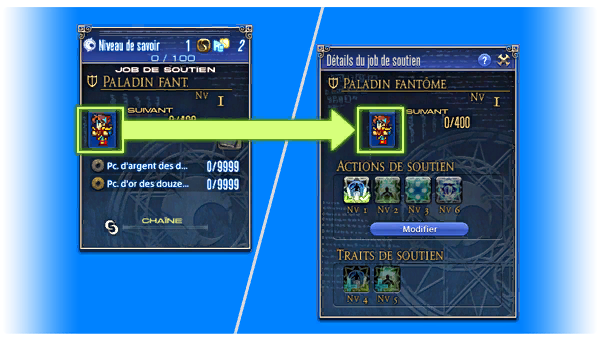 Niveau de savoir 1 2
0 / 100
JOB DE SOUTIEN
PALADIN FANT.
NV I
SUIVANT
0/400
Pc. d'argent des d... 0/9999
Pc. d'or des douze... 0/9999
CHAÎNE
Détails du job de soutien ?
PALADIN FANTÔME
NV I
SUIVANT
0/400
ACTIONS DE SOUTIEN
NV 1 NV 2 NV 3 NV 6
Modifier
TRAITS DE SOUTIEN
NV 4 NV 5